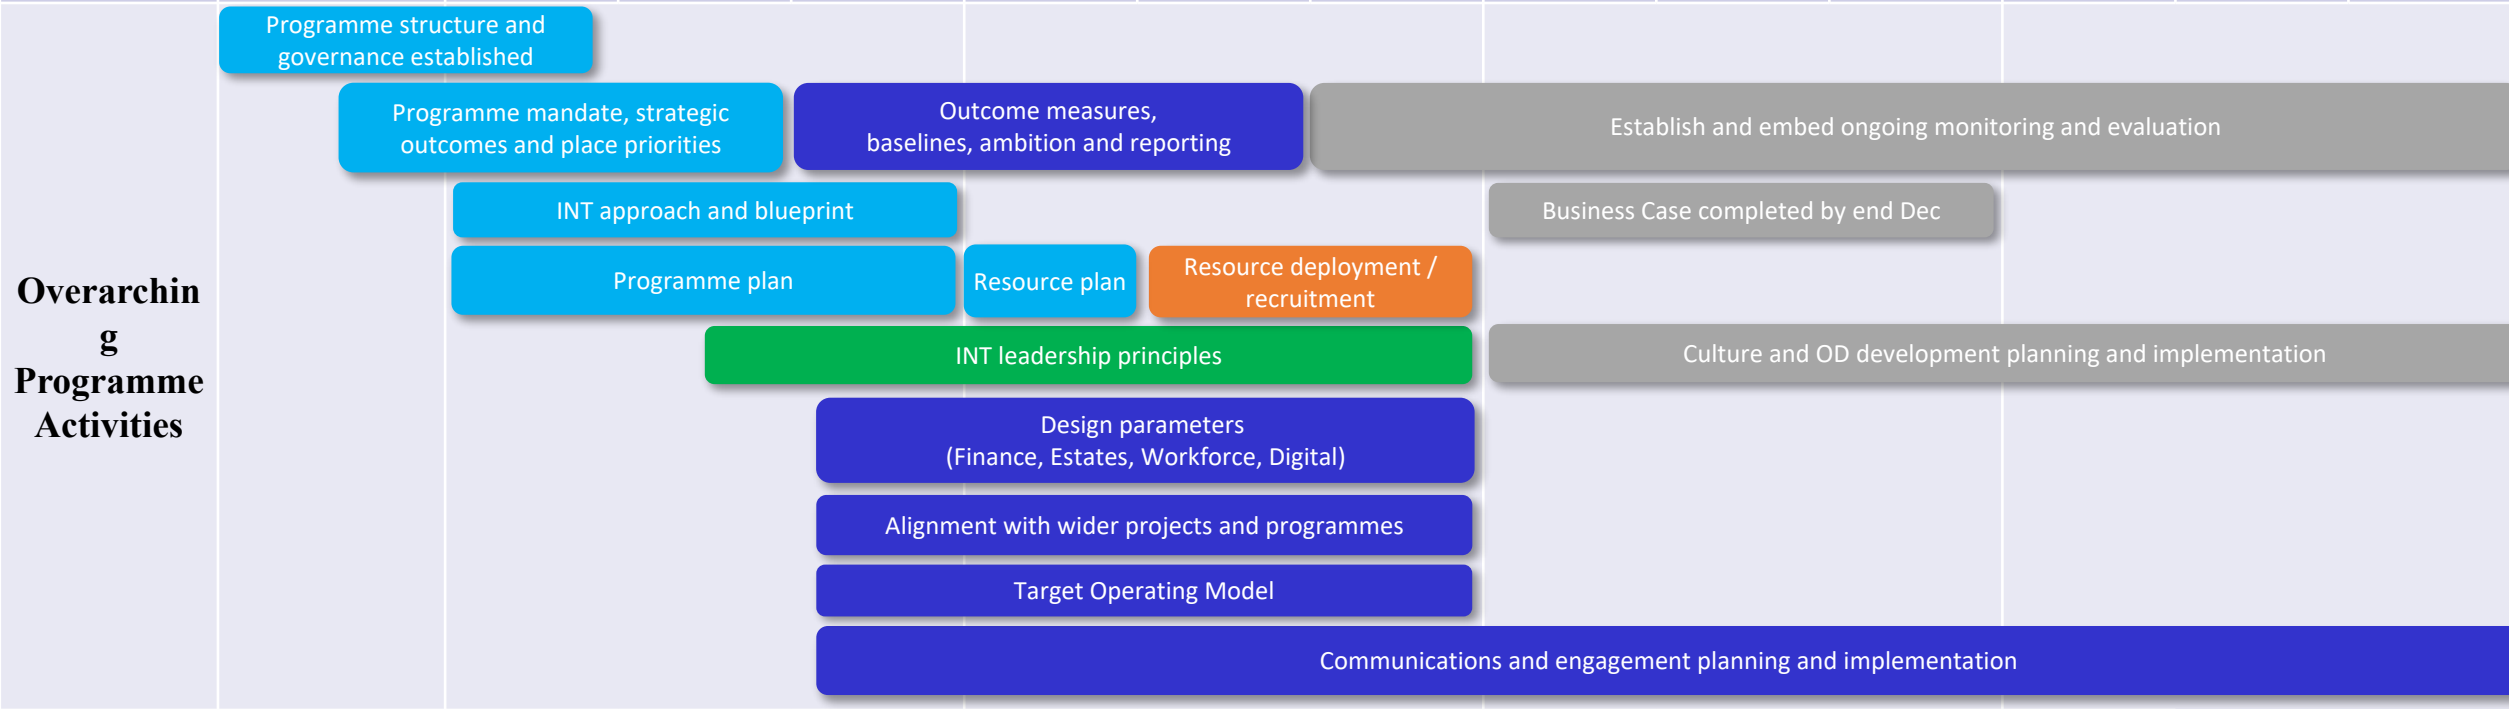 Programme structure and
governance established
Programme mandate, strategic
outcomes and place priorities
Outcome measures,
baselines, ambition and reporting
Establish and embed ongoing monitoring and evaluation
INT approach and blueprint
Business Case completed by end Dec
Overarchin
g
Programme
Activities
Programme plan
Resource plan
Resource deployment /
recruitment
INT leadership principles
Culture and OD development planning and implementation
Design parameters
(Finance, Estates, Workforce, Digital)
Alignment with wider projects and programmes
Target Operating Model
Communications and engagement planning and implementation